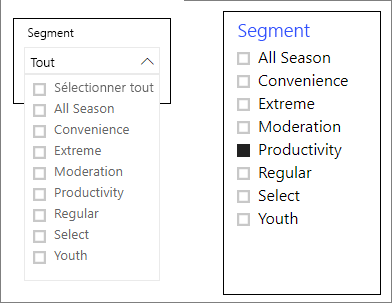 Segment
Tout
Sélectionner tout
All Season
Convenience
Extreme
Moderation
Productivity
Regular
Select
Youth
Segment
All Season
Convenience
Extreme
Moderation
Productivity
Regular
Select
Youth